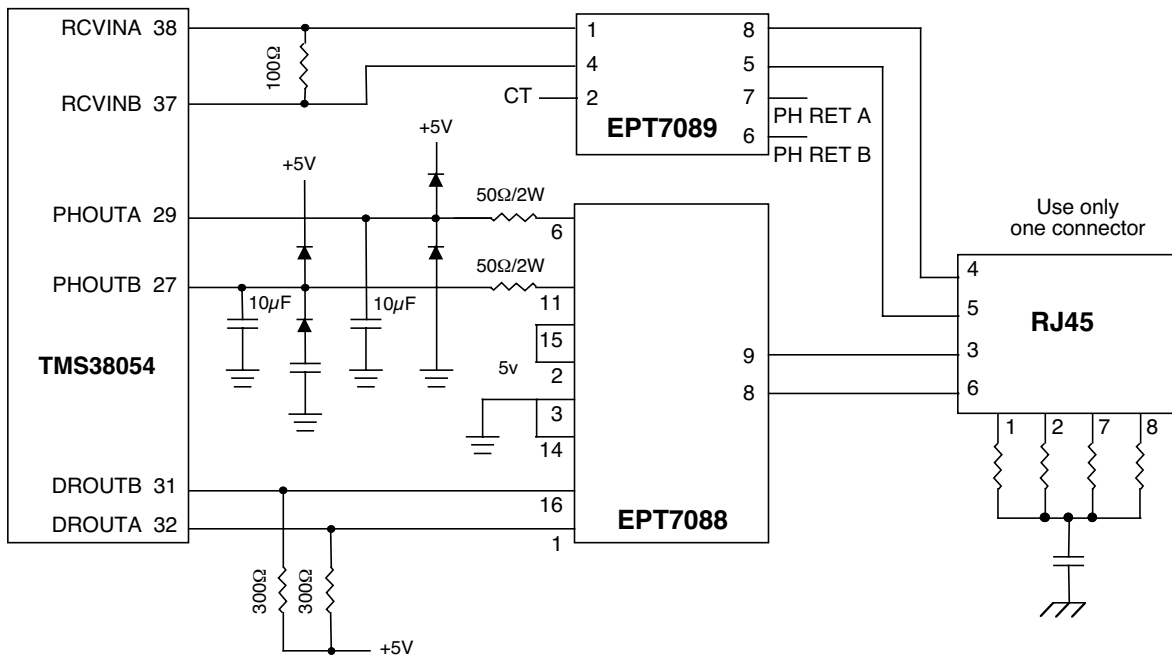 RCVINA 38
RCVINB 37
PHOUTA 29
PHOUTB 27
TMS38054
DROUTB 31
DROUTA 32
100Ω
1
4
CT
2
EPT7089
8
5
7
PH RET A
6
PH RET B
+5V
+5V
50Ω/2W
6
50Ω/2W
11
10µF
10µF
15
5v
2
3
14
16
1
EPT7088
9
8
300Ω
300Ω
+5V
Use only
one connector
4
5
RJ45
3
6
1
2
7
8